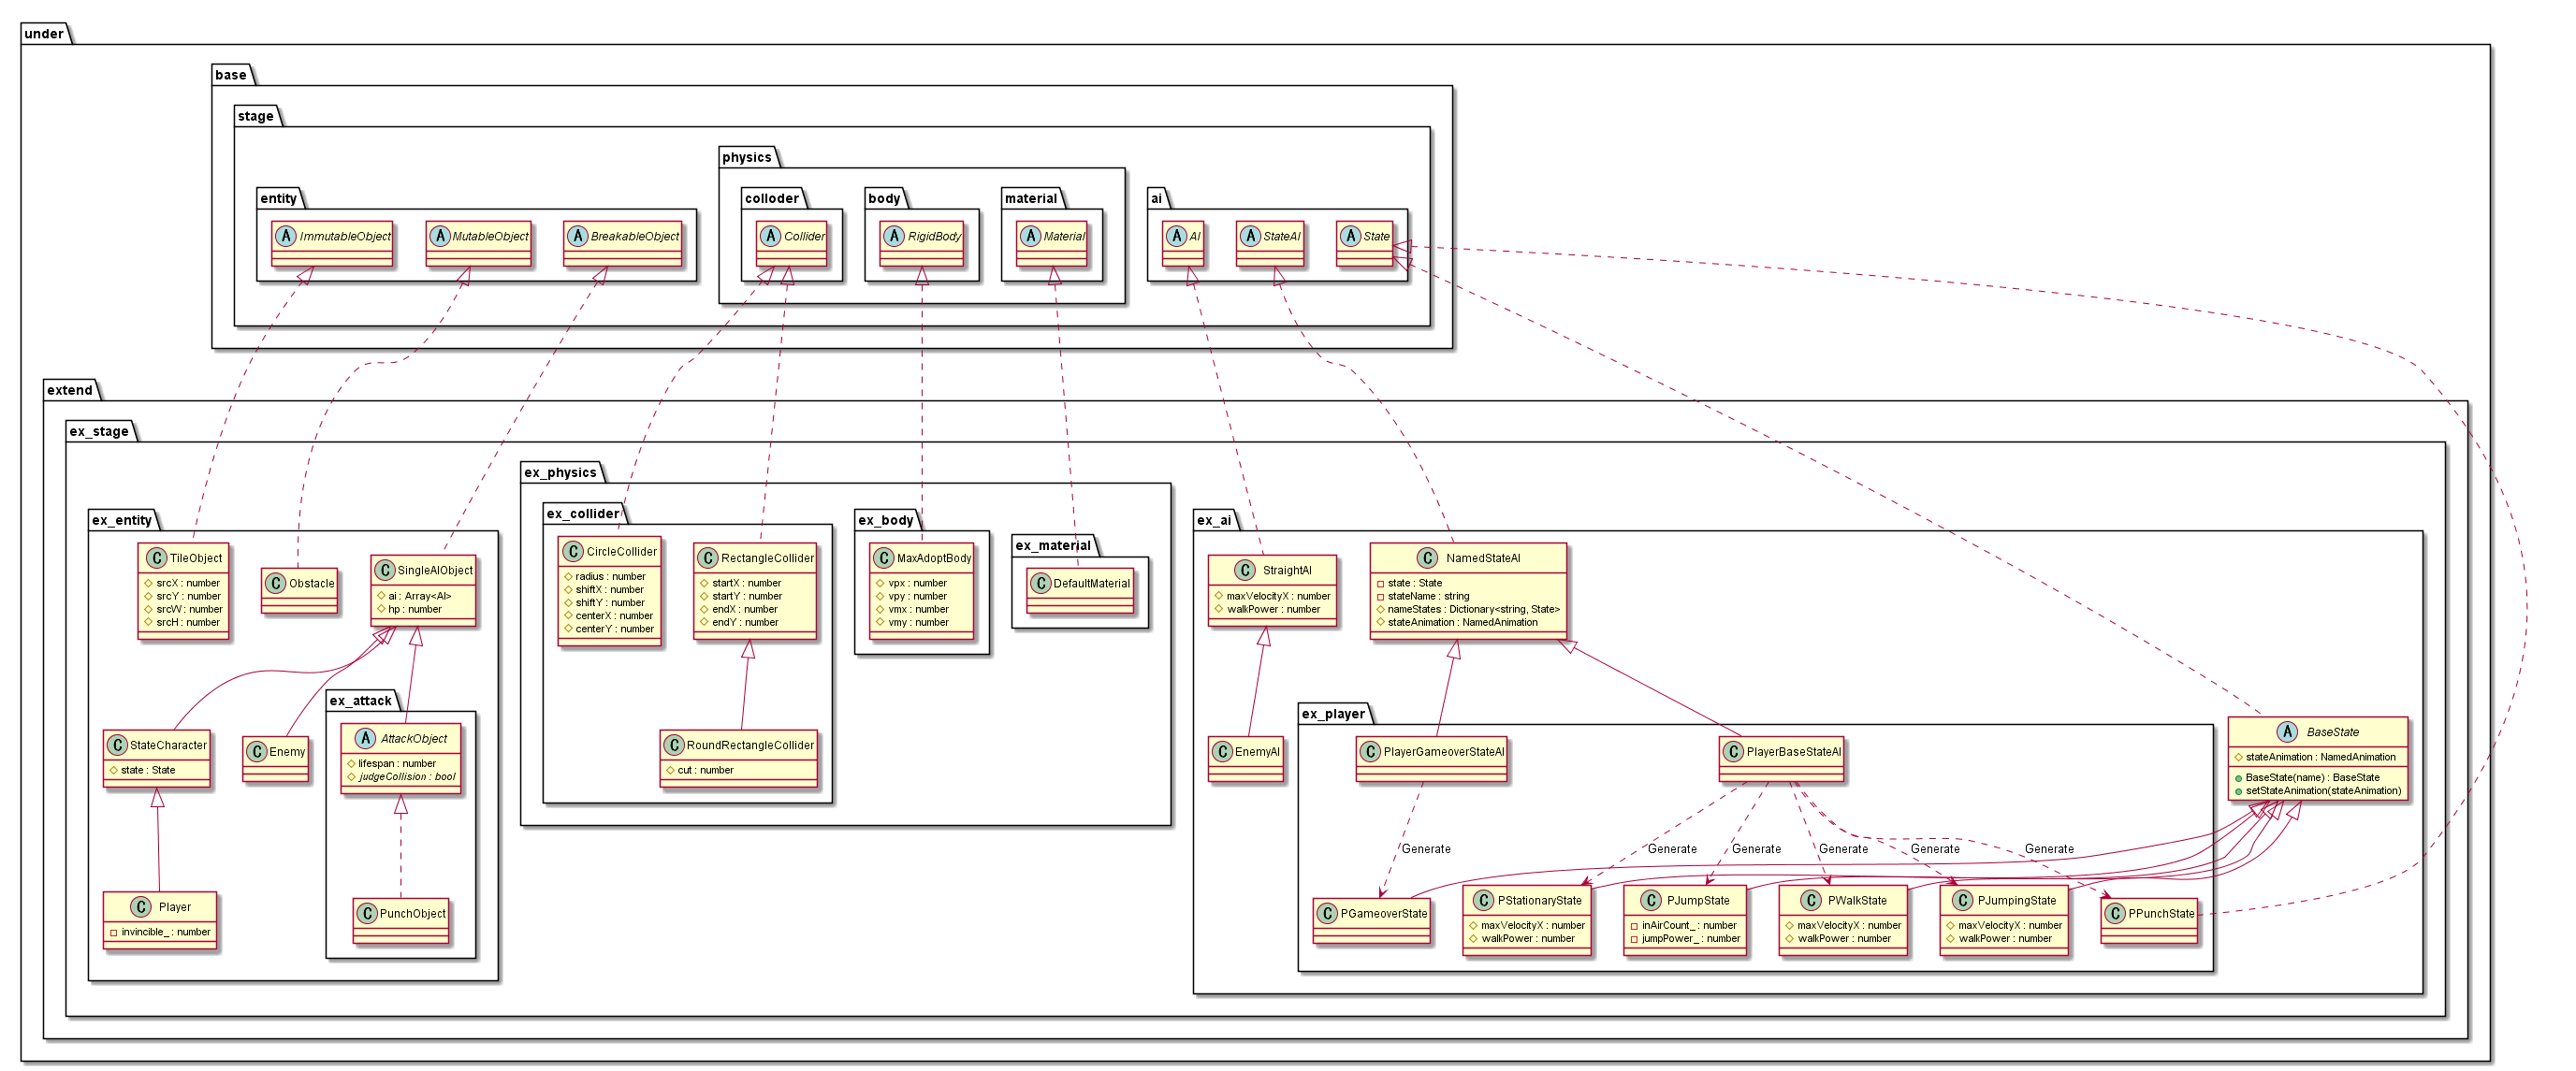 under
base
stage
physics
entity
colloder
body
material
ai
A ImmutableObject
A MutableObject
A BreakableObject
A Collider
A RigidBody
A Material
A AI
A StateAI
A State
extend
ex_stage
ex_physics
ex_entity
ex_collider
ex_body
ex_material
ex_ai
C TileObject
srcX : number
srcY : number
srcW : number
srcH : number
C Obstacle
C SingleAIObject
ai : Array<AI>
hp : number
C CircleCollider
radius : number
shiftX : number
shiftY : number
centerX : number
centerY : number
C RectangleCollider
startX : number
startY : number
endX : number
endY : number
C MaxAdoptBody
vpx : number
vpy : number
vmx : number
vmy : number
C DefaultMaterial
C StraightAI
maxVelocityX : number
walkPower : number
C NamedStateAI
state : State
stateName : string
nameStates : Dictionary<string, State>
stateAnimation : NamedAnimation
ex_attack
ex_player
C StateCharacter
state : State
C Enemy
A AttackObject
lifespan : number
judgeCollision : bool
C RoundRectangleCollider
cut : number
C EnemyAI
C PlayerGameoverStateAI
C PlayerBaseStateAI
A BaseState
stateAnimation : NamedAnimation
BaseState(name) : BaseState
setStateAnimation(stateAnimation)
Generate
Generate
Generate
Generate
Generate
Generate
C Player
invincible_ : number
C PunchObject
C PGameoverState
C PStationaryState
maxVelocityX : number
walkPower : number
C PJumpState
inAirCount_ : number
jumpPower_ : number
C PWalkState
maxVelocityX : number
walkPower : number
C PJumpingState
maxVelocityX : number
walkPower : number
C PPunchState